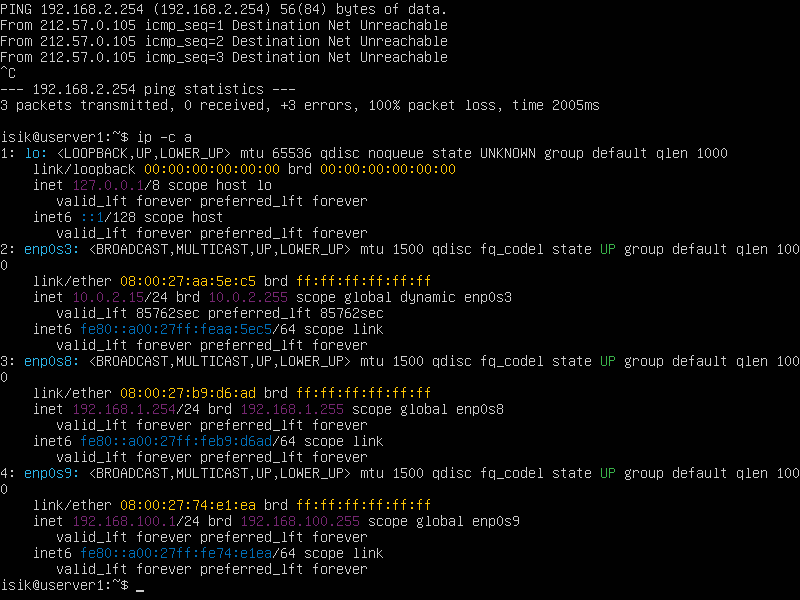 PING 192.168.2.254 (192.168.2.254) 56(84) bytes of data.
From 212.57.0.105 icmp_seq=1 Destination Net Unreachable
From 212.57.0.105 icmp_seq=2 Destination Net Unreachable
From 212.57.0.105 icmp_seq=3 Destination Net Unreachable
^C
--- 192.168.2.254 ping statistics ---
3 packets transmitted, 0 received, +3 errors, 100% packet loss, time 2005ms
isik@userver1:~$ ip -c a
1: lo: <LOOPBACK,UP,LOWER_UP> mtu 65536 qdisc noqueue state UNKNOWN group default qlen 1000
    link/loopback 00:00:00:00:00:00 brd 00:00:00:00:00:00
    inet 127.0.0.1/8 scope host lo
       valid_lft forever preferred_lft forever
    inet6 ::1/128 scope host
       valid_lft forever preferred_lft forever
2: enp0s3: <BROADCAST,MULTICAST,UP,LOWER_UP> mtu 1500 qdisc fq_codel state UP group default qlen 100
0
    link/ether 08:00:27:aa:5e:c5 brd ff:ff:ff:ff:ff:ff
    inet 10.0.2.15/24 brd 10.0.2.255 scope global dynamic enp0s3
       valid_lft 85762sec preferred_lft 85762sec
    inet6 fe80::a00:27ff:feaa:5ec5/64 scope link
       valid_lft forever preferred_lft forever
3: enp0s8: <BROADCAST,MULTICAST,UP,LOWER_UP> mtu 1500 qdisc fq_codel state UP group default qlen 100
0
    link/ether 08:00:27:b9:d6:ad brd ff:ff:ff:ff:ff:ff
    inet 192.168.1.254/24 brd 192.168.1.255 scope global enp0s8
       valid_lft forever preferred_lft forever
    inet6 fe80::a00:27ff:feb9:d6ad/64 scope link
       valid_lft forever preferred_lft forever
4: enp0s9: <BROADCAST,MULTICAST,UP,LOWER_UP> mtu 1500 qdisc fq_codel state UP group default qlen 100
0
    link/ether 08:00:27:74:e1:ea brd ff:ff:ff:ff:ff:ff
    inet 192.168.100.1/24 brd 192.168.100.255 scope global enp0s9
       valid_lft forever preferred_lft forever
    inet6 fe80::a00:27ff:fe74:e1ea/64 scope link
       valid_lft forever preferred_lft forever
isik@userver1:~$ _